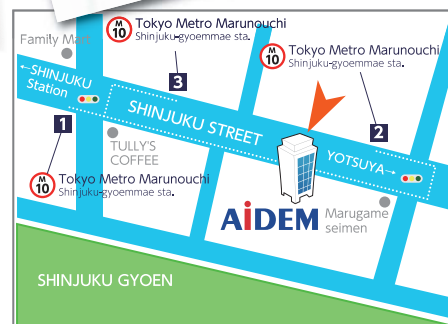 M
10
Tokyo Metro Marunouchi
Shinjuku-gyoemmae sta.
Family Mart
3
M
10
Tokyo Metro Marunouchi
Shinjuku-gyoemmae sta.
←SHINJUKU
Station
1
SHINJUKU STREET
2
TULLY'S
COFFEE
YOTSUYA→
M
10
Tokyo Metro Marunouchi
Shinjuku-gyoemmae sta.
AiDEM
Marugame
seimen
SHINJUKU GYOEN